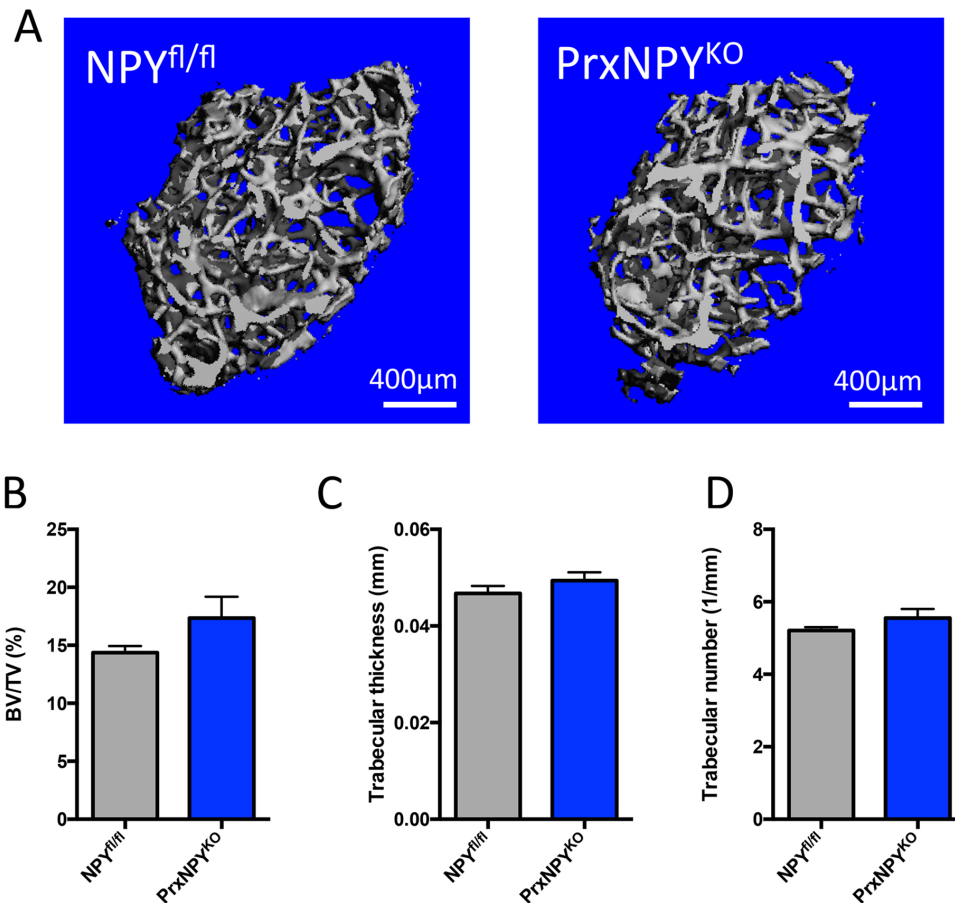 A
NPYfl/fl
PrxNPYKO
400μm
400μm
B
C
D
BV/TV (%)
25
20
15
10
5
0
NPYfl/fl
PrxNPYKO
Trabecular thickness (mm)
0.06
0.04
0.02
0.00
NPYfl/fl
PrxNPYKO
Trabecular number (1/mm)
8
6
4
2
0
NPYfl/fl
PrxNPYKO